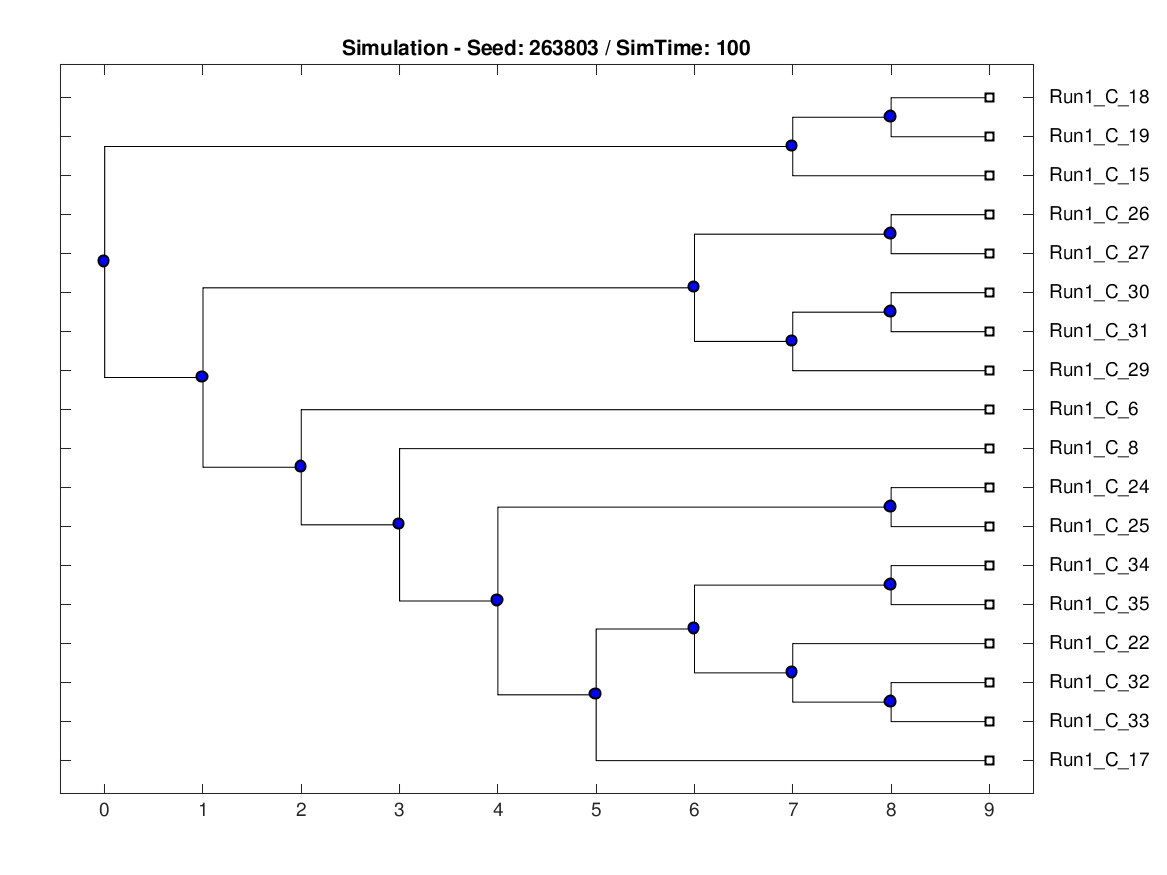 Simulation - Seed: 263803 / SimTime: 100
Run1_C_18
Run1_C_19
Run1_C_15
Run1_C_26
Run1_C_27
Run1_C_30
Run1_C_31
Run1_C_29
Run1_C_6
Run1_C_8
Run1_C_24
Run1_C_25
Run1_C_34
Run1_C_35
Run1_C_22
Run1_C_32
Run1_C_33
Run1_C_17
0 1 2 3 4 5 6 7 8 9